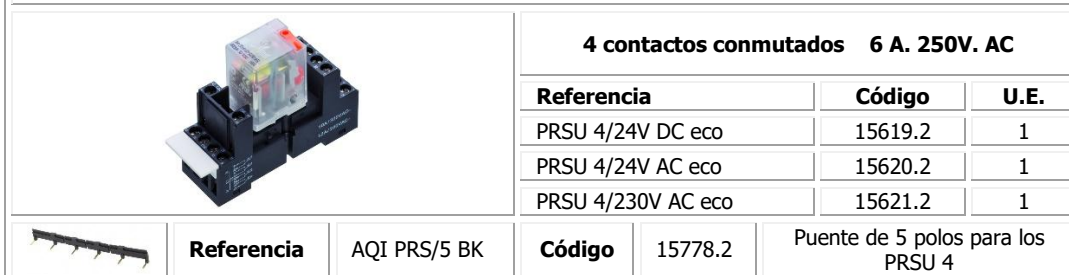 4 contactos conmutados 6 A. 250V. AC
Referencia Código U.E.
PRSU 4/24V DC eco 15619.2 1
PRSU 4/24V AC eco 15620.2 1
PRSU 4/230V AC eco 15621.2 1
Referencia AQI PRS/5 BK Código 15778.2 Puente de 5 polos para los
PRSU 4